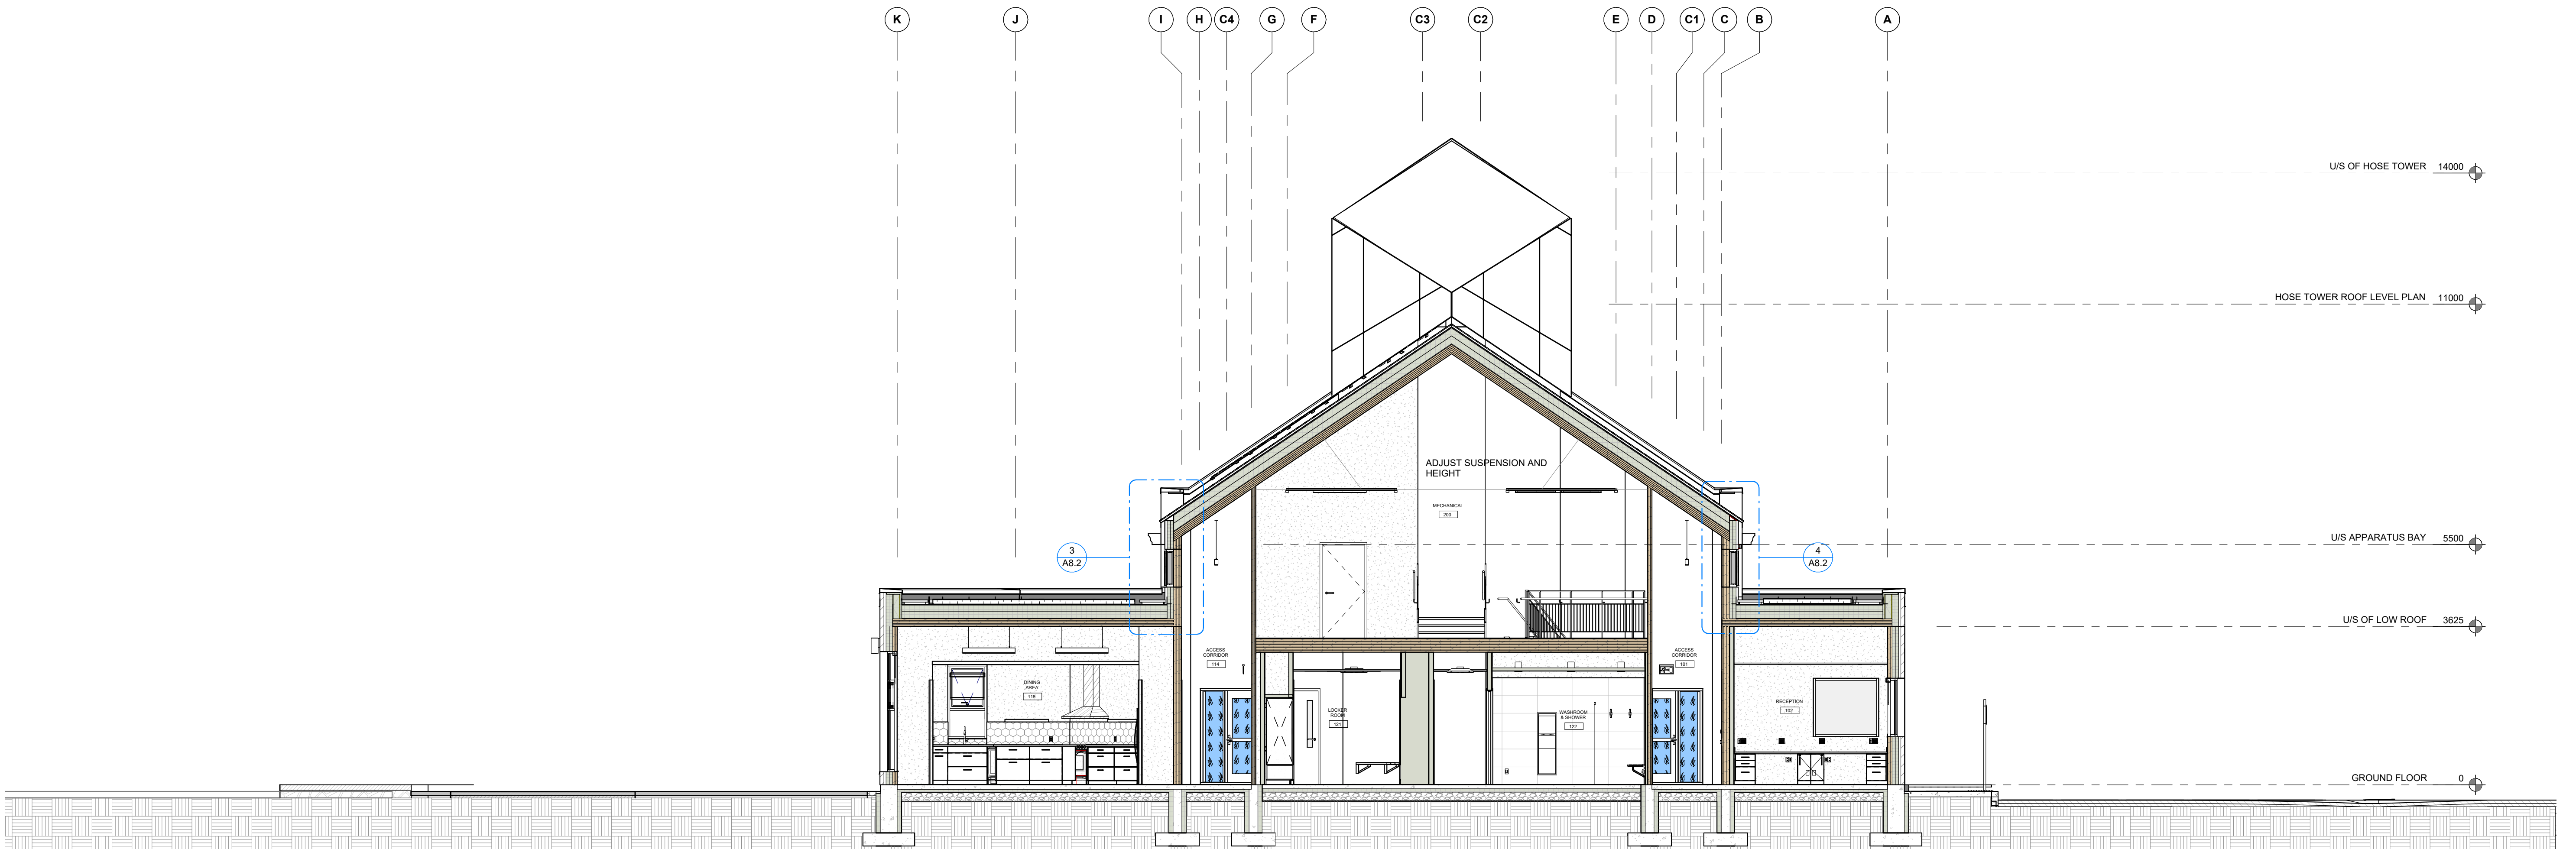 K J I H C4 G F C3 C2 E D C1 C B A
U/S OF HOSE TOWER 14000
HOSE TOWER ROOF LEVEL PLAN 11000
ADJUST SUSPENSION AND
HEIGHT
MECHANICAL
200
U/S APPARATUS BAY 5500
3
A8.2
4
A8.2
U/S OF LOW ROOF 3625
ACCESS
CORRIDOR
114
ACCESS
CORRIDOR
101
DINING
AREA
118
LOCKER
ROOM
121
WASHROOM
& SHOWER
122
RECEPTION
102
GROUND FLOOR 0